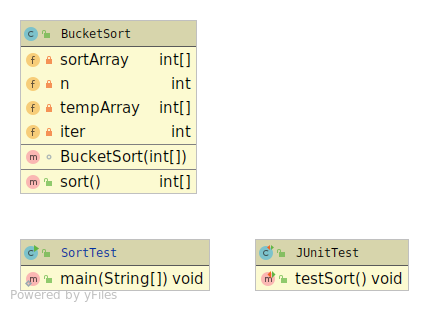 BucketSort
sortArray int[]
n int
tempArray int[]
iter int
BucketSort(int[])
sort() int[]
SortTest
main(String[]) void
JUnitTest
testSort() void
Powered by yFiles